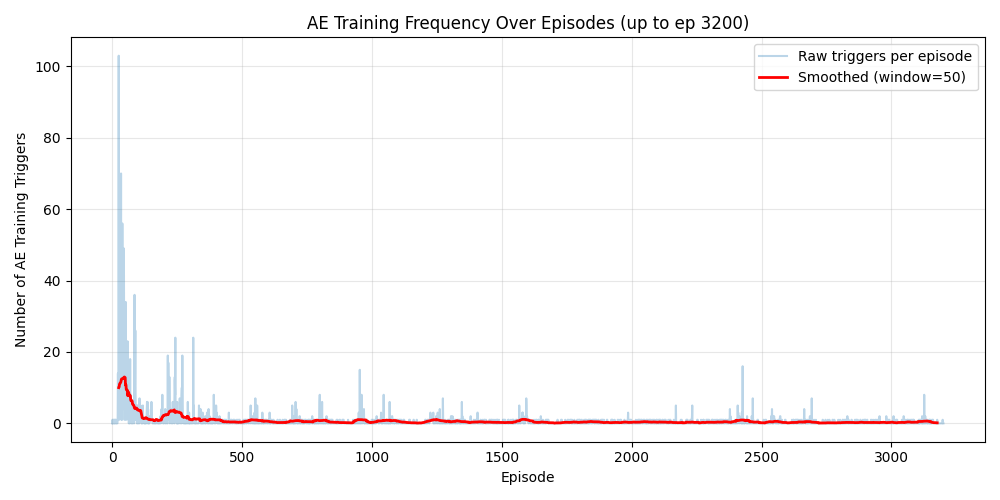 AE Training Frequency Over Episodes (up to ep 3200)
Raw triggers per episode
Smoothed (window=50)
Number of AE Training Triggers
100
80
60
40
20
0
0 500 1000 1500 2000 2500 3000
Episode